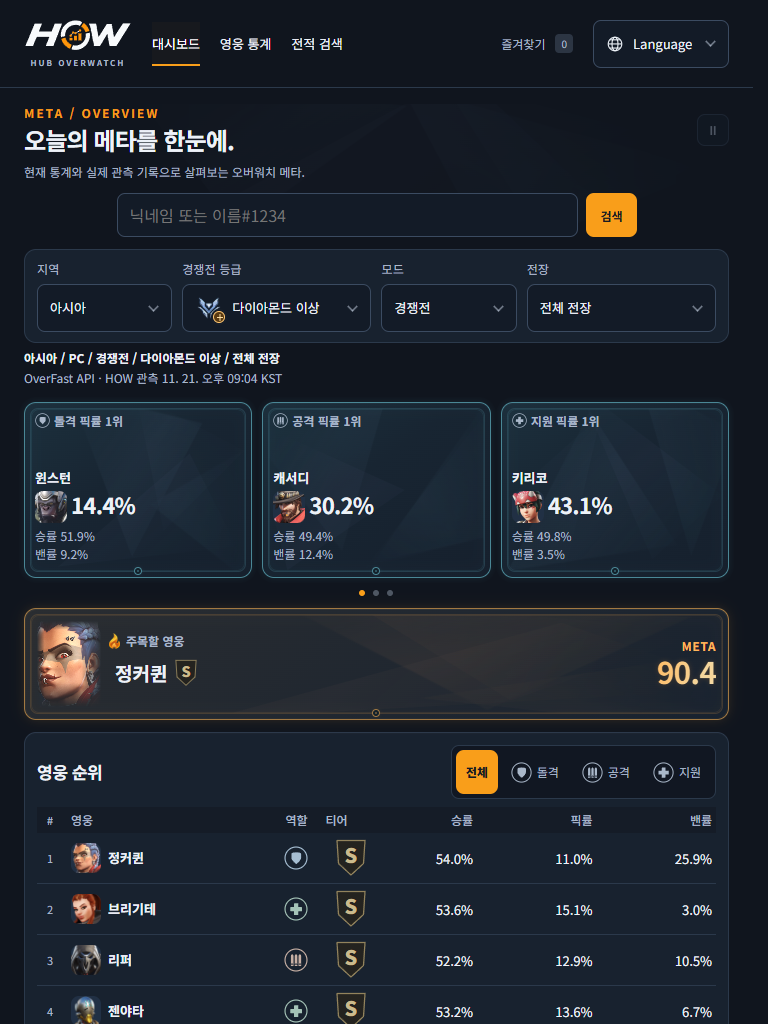 HOW
HUB OVERWATCH
대시보드 영웅 통계 전적 검색 즐겨찾기 0 Language
META / OVERVIEW
오늘의 메타를 한눈에.
현재 통계와 실제 관측 기록으로 살펴보는 오버워치 메타.
닉네임 또는 이름#1234 검색
지역 경쟁전 등급 모드 전장
아시아 다이아몬드 이상 경쟁전 전체 전장
아시아 / PC / 경쟁전 / 다이아몬드 이상 / 전체 전장
OverFast API · HOW 관측 11. 21. 오후 09:04 KST
돌격 픽률 1위
윈스턴
14.4%
승률 51.9%
밴률 9.2%
공격 픽률 1위
캐서디
30.2%
승률 49.4%
밴률 12.4%
지원 픽률 1위
키리코
43.1%
승률 49.8%
밴률 3.5%
주목할 영웅
정커퀸 S
META
90.4
영웅 순위 전체 돌격 공격 지원
# 영웅 역할 티어 승률 픽률 밴률
1 정커퀸 S 54.0% 11.0% 25.9%
2 브리기테 S 53.6% 15.1% 3.0%
3 리퍼 S 52.2% 12.9% 10.5%
4 젠야타 S 53.2% 13.6% 6.7%